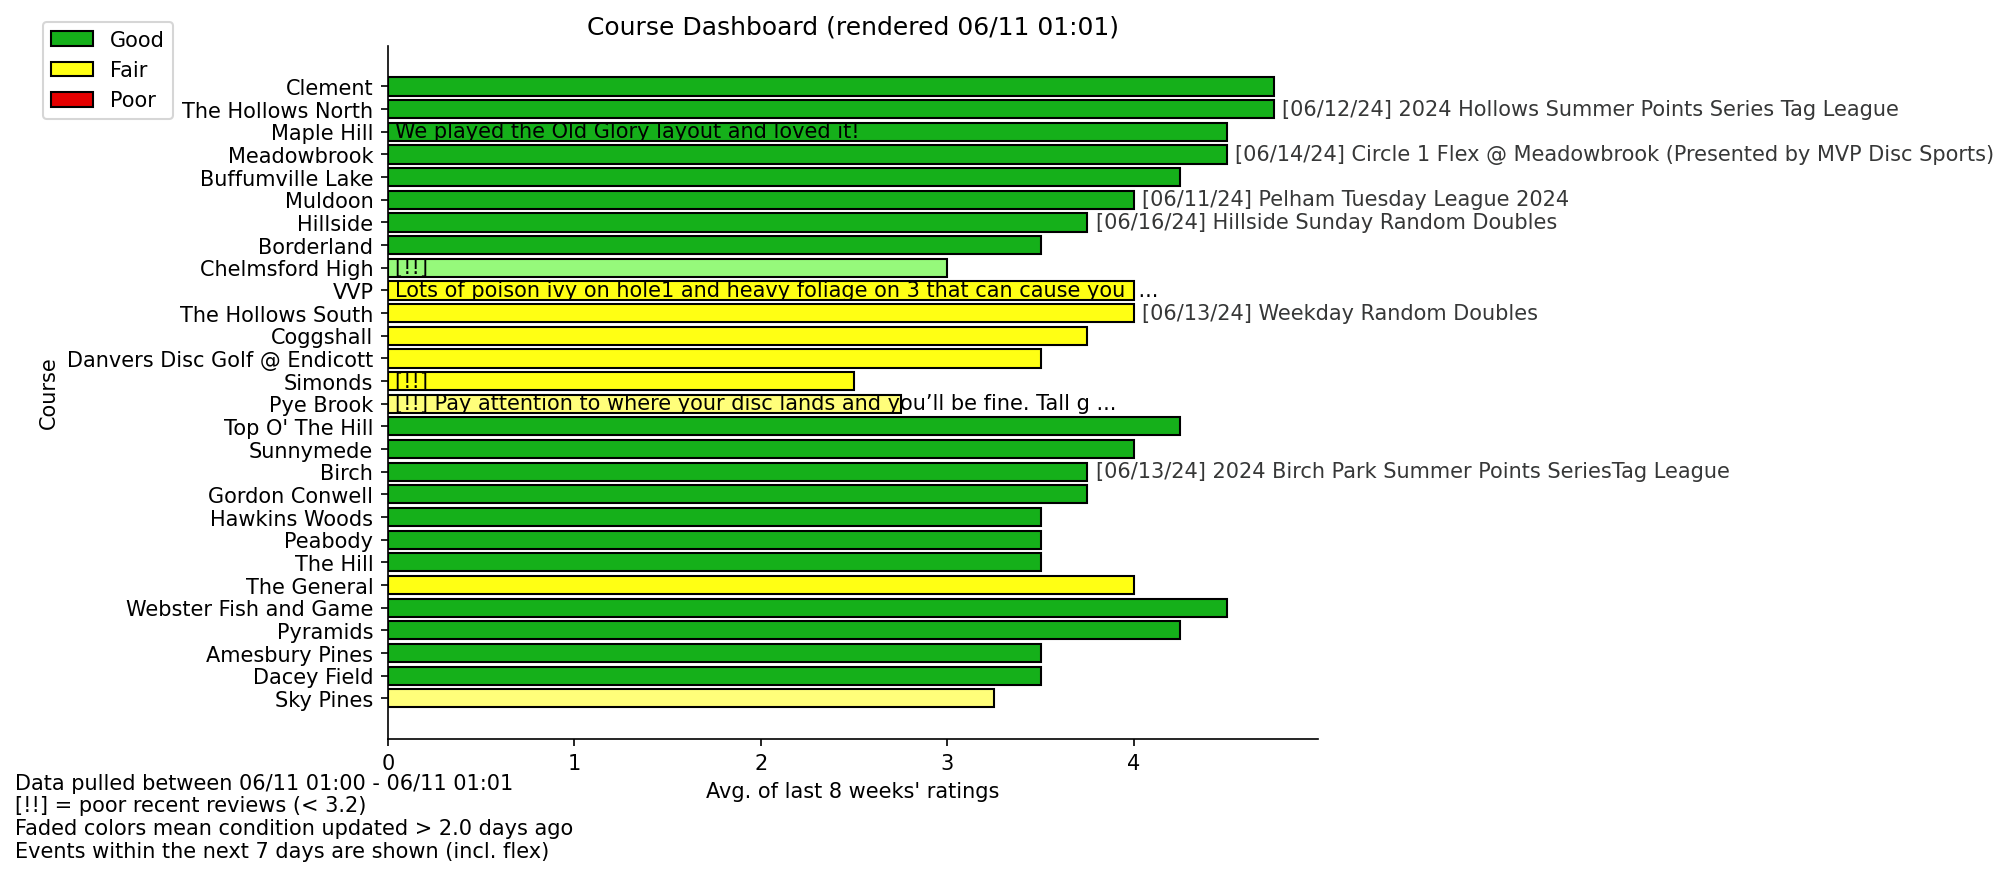 Course Dashboard (rendered 06/11 01:01)
Good
Fair
Poor
Clement
The Hollows North [06/12/24] 2024 Hollows Summer Points Series Tag League
Maple Hill We played the Old Glory layout and loved it!
Meadowbrook [06/14/24] Circle 1 Flex @ Meadowbrook (Presented by MVP Disc Sports)
Buffumville Lake
Muldoon [06/11/24] Pelham Tuesday League 2024
Hillside [06/16/24] Hillside Sunday Random Doubles
Borderland
Chelmsford High [!!]
VVP Lots of poison ivy on hole1 and heavy foliage on 3 that can cause you ...
The Hollows South [06/13/24] Weekday Random Doubles
Coggshall
Danvers Disc Golf @ Endicott
Simonds [!!]
Pye Brook [!!] Pay attention to where your disc lands and you’ll be fine. Tall g ...
Top O' The Hill
Sunnymede
Birch [06/13/24] 2024 Birch Park Summer Points SeriesTag League
Gordon Conwell
Hawkins Woods
Peabody
The Hill
The General
Webster Fish and Game
Pyramids
Amesbury Pines
Dacey Field
Sky Pines
Course
0 1 2 3 4
Avg. of last 8 weeks' ratings
Data pulled between 06/11 01:00 - 06/11 01:01
[!!] = poor recent reviews (< 3.2)
Faded colors mean condition updated > 2.0 days ago
Events within the next 7 days are shown (incl. flex)